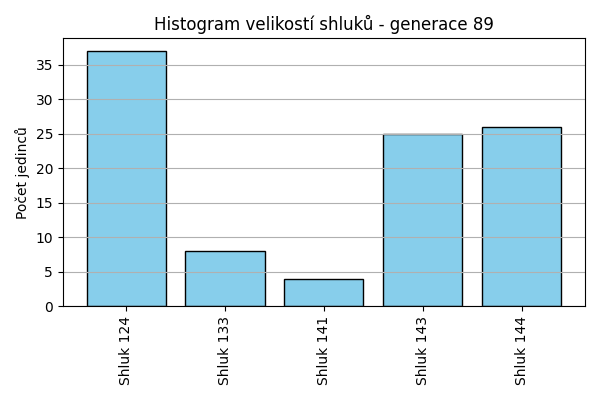 Histogram velikostí shluků - generace 89
Počet jedinců
35
30
25
20
15
10
5
0
Shluk 124
Shluk 133
Shluk 141
Shluk 143
Shluk 144